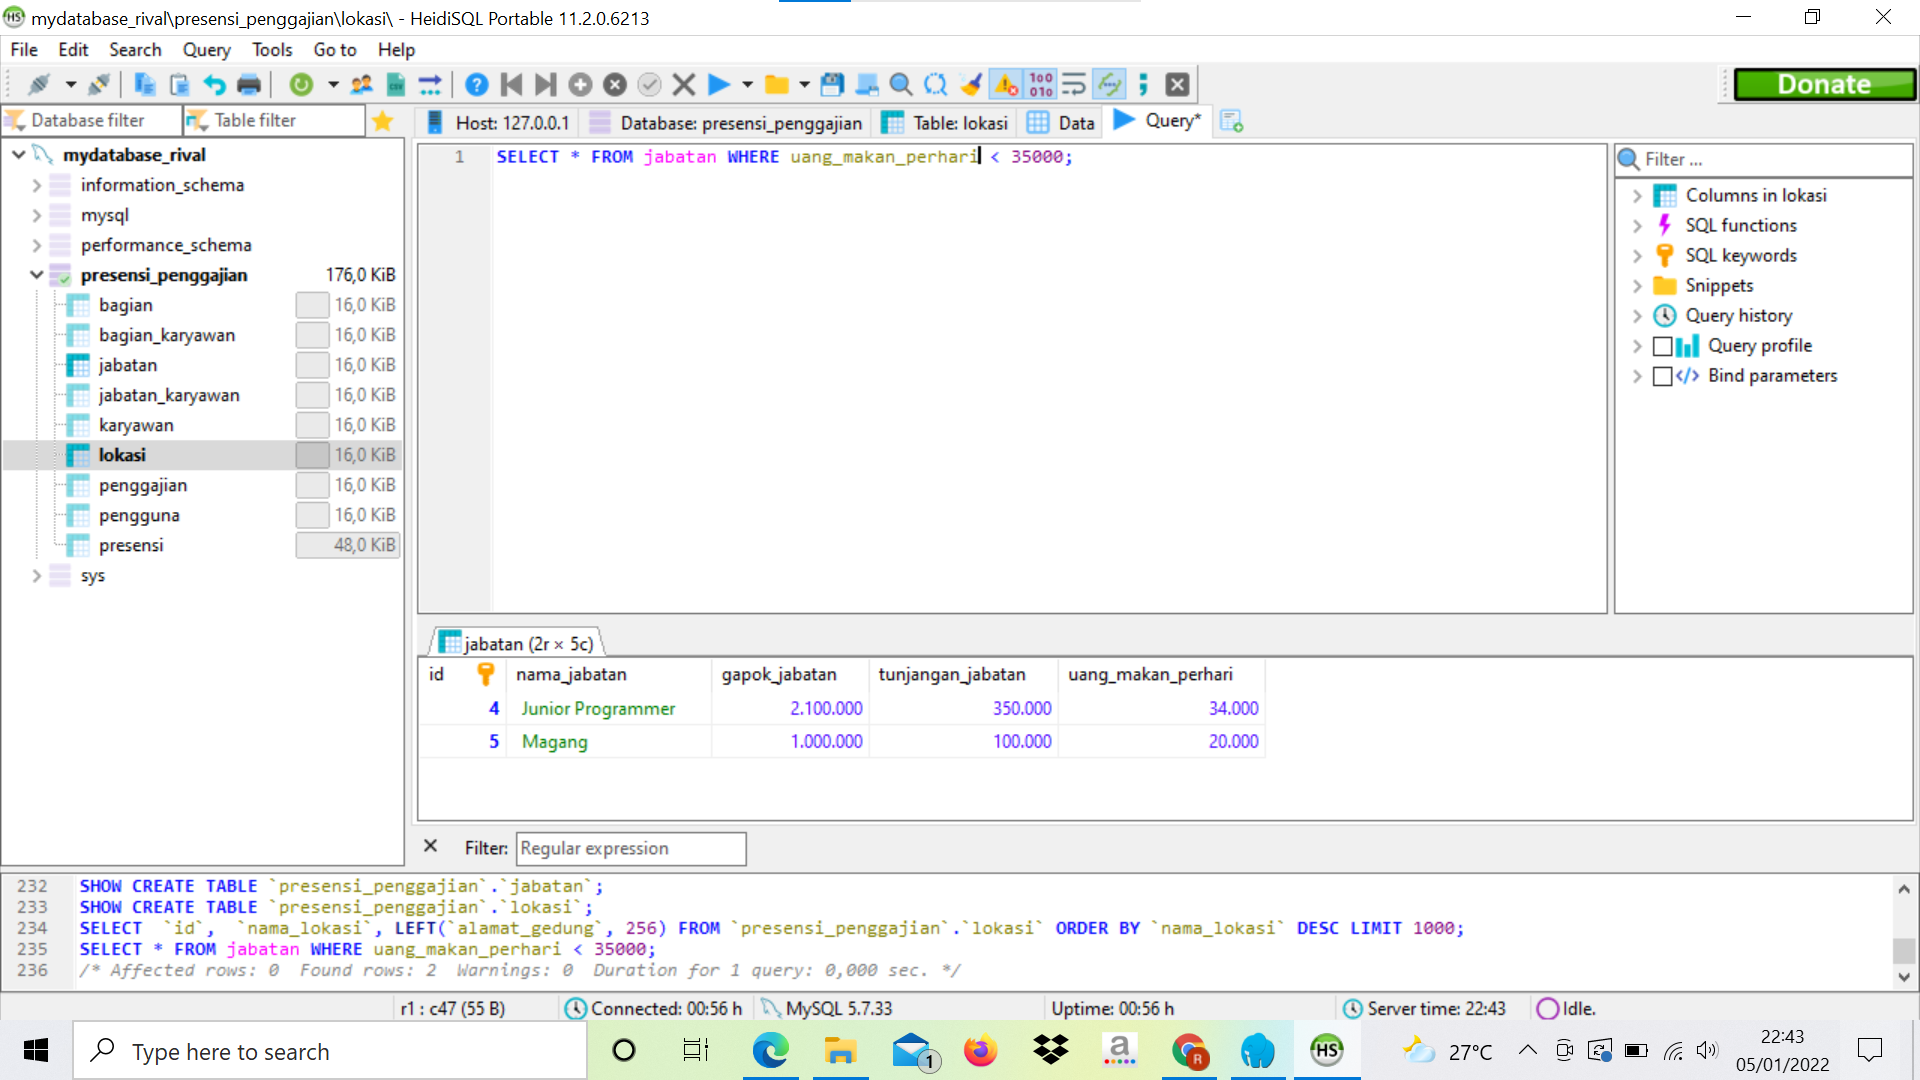 mydatabase_rival\presensi_penggajian\lokasi\ - HeidiSQL Portable 11.2.0.6213
File Edit Search Query Tools Go to Help
Donate
Database filter
Table filter
Host: 127.0.0.1
Database: presensi_penggajian
Table: lokasi
Data
Query*
mydatabase_rival
information_schema
mysql
performance_schema
presensi_penggajian 176,0 KiB
bagian 16,0 KiB
bagian_karyawan 16,0 KiB
jabatan 16,0 KiB
jabatan_karyawan 16,0 KiB
karyawan 16,0 KiB
lokasi 16,0 KiB
penggajian 16,0 KiB
pengguna 16,0 KiB
presensi 48,0 KiB
sys
1 SELECT * FROM jabatan WHERE uang_makan_perhari < 35000;
Filter ...
Columns in lokasi
SQL functions
SQL keywords
Snippets
Query history
Query profile
Bind parameters
jabatan (2r × 5c)
id nama_jabatan gapok_jabatan tunjangan_jabatan uang_makan_perhari
4 Junior Programmer 2.100.000 350.000 34.000
5 Magang 1.000.000 100.000 20.000
Filter: Regular expression
232 SHOW CREATE TABLE `presensi_penggajian`.`jabatan`;
233 SHOW CREATE TABLE `presensi_penggajian`.`lokasi`;
234 SELECT `id`, `nama_lokasi`, LEFT(`alamat_gedung`, 256) FROM `presensi_penggajian`.`lokasi` ORDER BY `nama_lokasi` DESC LIMIT 1000;
235 SELECT * FROM jabatan WHERE uang_makan_perhari < 35000;
236 /* Affected rows: 0 Found rows: 2 Warnings: 0 Duration for 1 query: 0,000 sec. */
r1 : c47 (55 B)
Connected: 00:56 h
MySQL 5.7.33
Uptime: 00:56 h
Server time: 22:43
Idle.
Type here to search
1
a
R
HS
27°C
22:43
05/01/2022